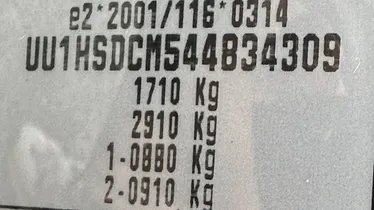 e2*2001/116*0314
UU1HSDCM544834309
1710 Kg
2910 Kg
1-0880 Kg
2-0910 Kg